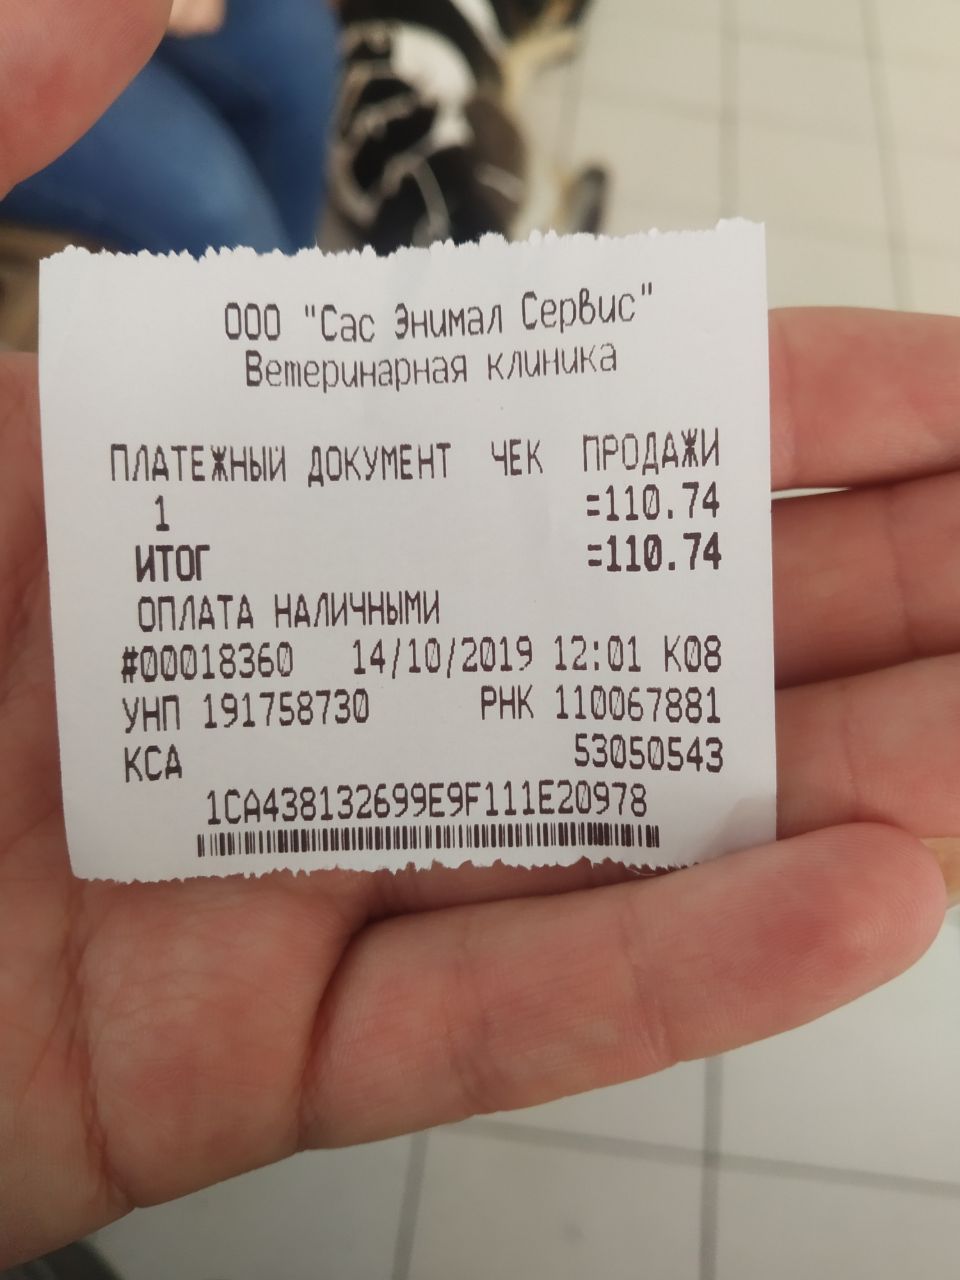 ООО "Сас Энимал Сервис"
Ветеринарная клиника
ПЛАТЕЖНЫЙ ДОКУМЕНТ ЧЕК ПРОДАЖИ
1 =110.74
ИТОГ =110.74
ОПЛАТА НАЛИЧНЫМИ
#00018360 14/10/2019 12:01 К08
УНП 191758730 РНК 110067881
КСА 53050543
1CA438132699E9F111E20978